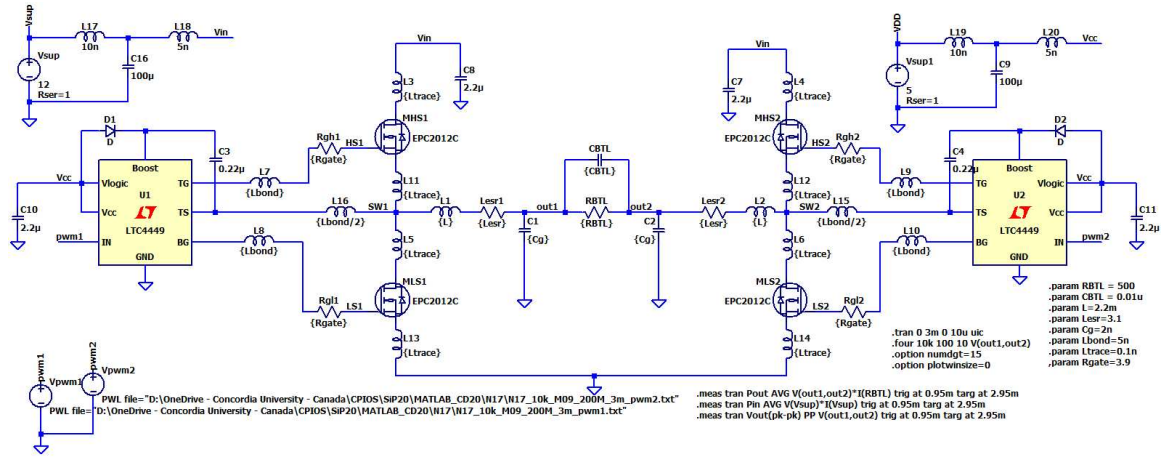 Vsup
L17
10n
L18
5n
Vin
Vsup
12
Rser=1
C16
100µ
Vin
C8
2.2µ
L3
{Ltrace}
MHS1
EPC2012C
Vin
C7
2.2µ
L4
{Ltrace}
MHS2
EPC2012C
VDD
L19
10n
L20
5n
Vcc
Vsup1
5
Rser=1
C9
100µ
D1
D
Boost
Vlogic
Vcc
IN
U1
LTC4449
TG
TS
BG
GND
Vcc
C10
2.2µ
pwm1
C3
0.22µ
L7
{Lbond}
Rgh1
{Rgate}
HS1
L16
{Lbond/2}
SW1
L8
{Lbond}
Rgl1
{Rgate}
LS1
L11
{Ltrace}
L5
{Ltrace}
MLS1
EPC2012C
L13
{Ltrace}
L1
{L}
Lesr1
{Lesr}
out1
C1
{Cg}
CBTL
{CBTL}
RBTL
{RBTL}
out2
C2
{Cg}
Lesr2
{Lesr}
L2
{L}
SW2
L15
{Lbond/2}
L12
{Ltrace}
L6
{Ltrace}
MLS2
EPC2012C
L14
{Ltrace}
HS2
Rgh2
{Rgate}
L9
{Lbond}
C4
0.22µ
LS2
Rgl2
{Rgate}
L10
{Lbond}
D2
D
Boost
TG
TS
BG
U2
LTC4449
Vlogic
Vcc
IN
GND
Vcc
C11
2.2µ
pwm2
.param RBTL = 500
.param CBTL = 0.01u
.param L=2.2m
.param Lesr=3.1
.param Cg=2n
.param Lbond=5n
.param Ltrace=0.1n
.param Rgate=3.9
.tran 0 3m 0 10u uic
.four 10k 100 10 V(out1,out2)
.option numdgt=15
.option plotwinsize=0
pwm1
pwm2
Vpwm1
Vpwm2
PWL file="D:\OneDrive - Concordia University - Canada\CPIOS\SiP20\MATLAB_CD20\N17\N17_10k_M09_200M_3m_pwm2.txt"
PWL file="D:\OneDrive - Concordia University - Canada\CPIOS\SiP20\MATLAB_CD20\N17\N17_10k_M09_200M_3m_pwm1.txt"
.meas tran Pout AVG V(out1,out2)*I(RBTL) trig at 0.95m targ at 2.95m
.meas tran Pin AVG V(Vsup)*I(Vsup) trig at 0.95m targ at 2.95m
.meas tran Vout(pk-pk) PP V(out1,out2) trig at 0.95m targ at 2.95m